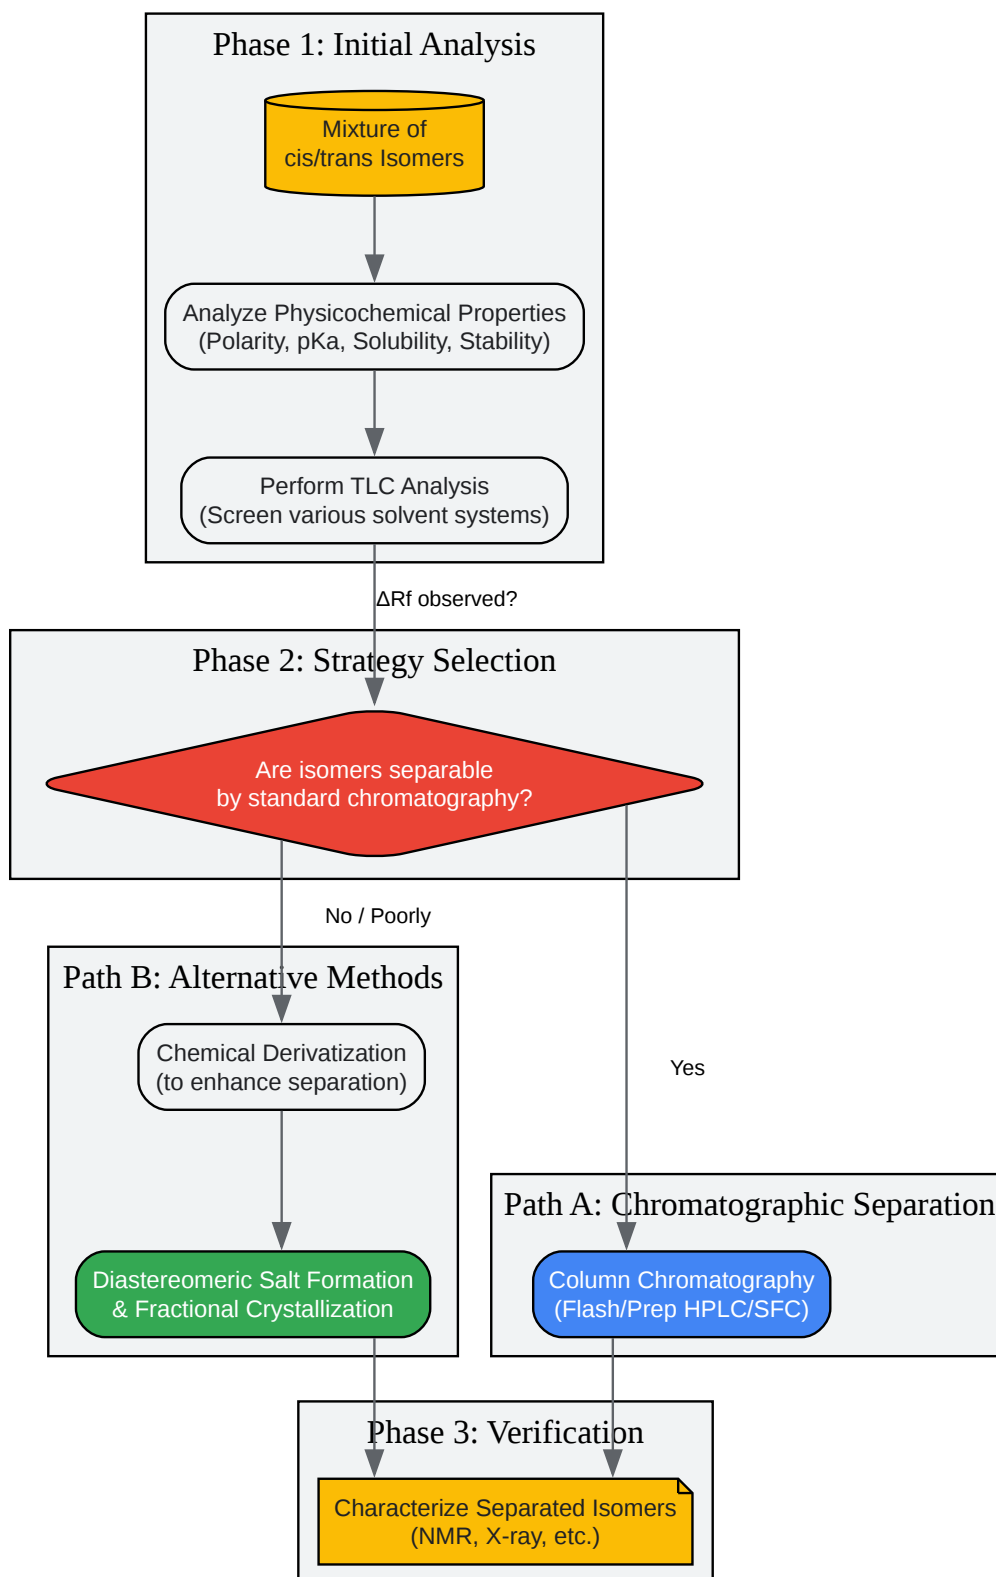 Phase 1: Initial Analysis
Mixture of
cis/trans Isomers
Analyze Physicochemical Properties
(Polarity, pKa, Solubility, Stability)
Perform TLC Analysis
(Screen various solvent systems)
ΔRf observed?
Phase 2: Strategy Selection
Are isomers separable
by standard chromatography?
No / Poorly
Path B: Alternative Methods
Chemical Derivatization
(to enhance separation)
Yes
Diastereomeric Salt Formation
& Fractional Crystallization
Path A: Chromatographic Separation
Column Chromatography
(Flash/Prep HPLC/SFC)
Phase 3: Verification
Characterize Separated Isomers
(NMR, X-ray, etc.)